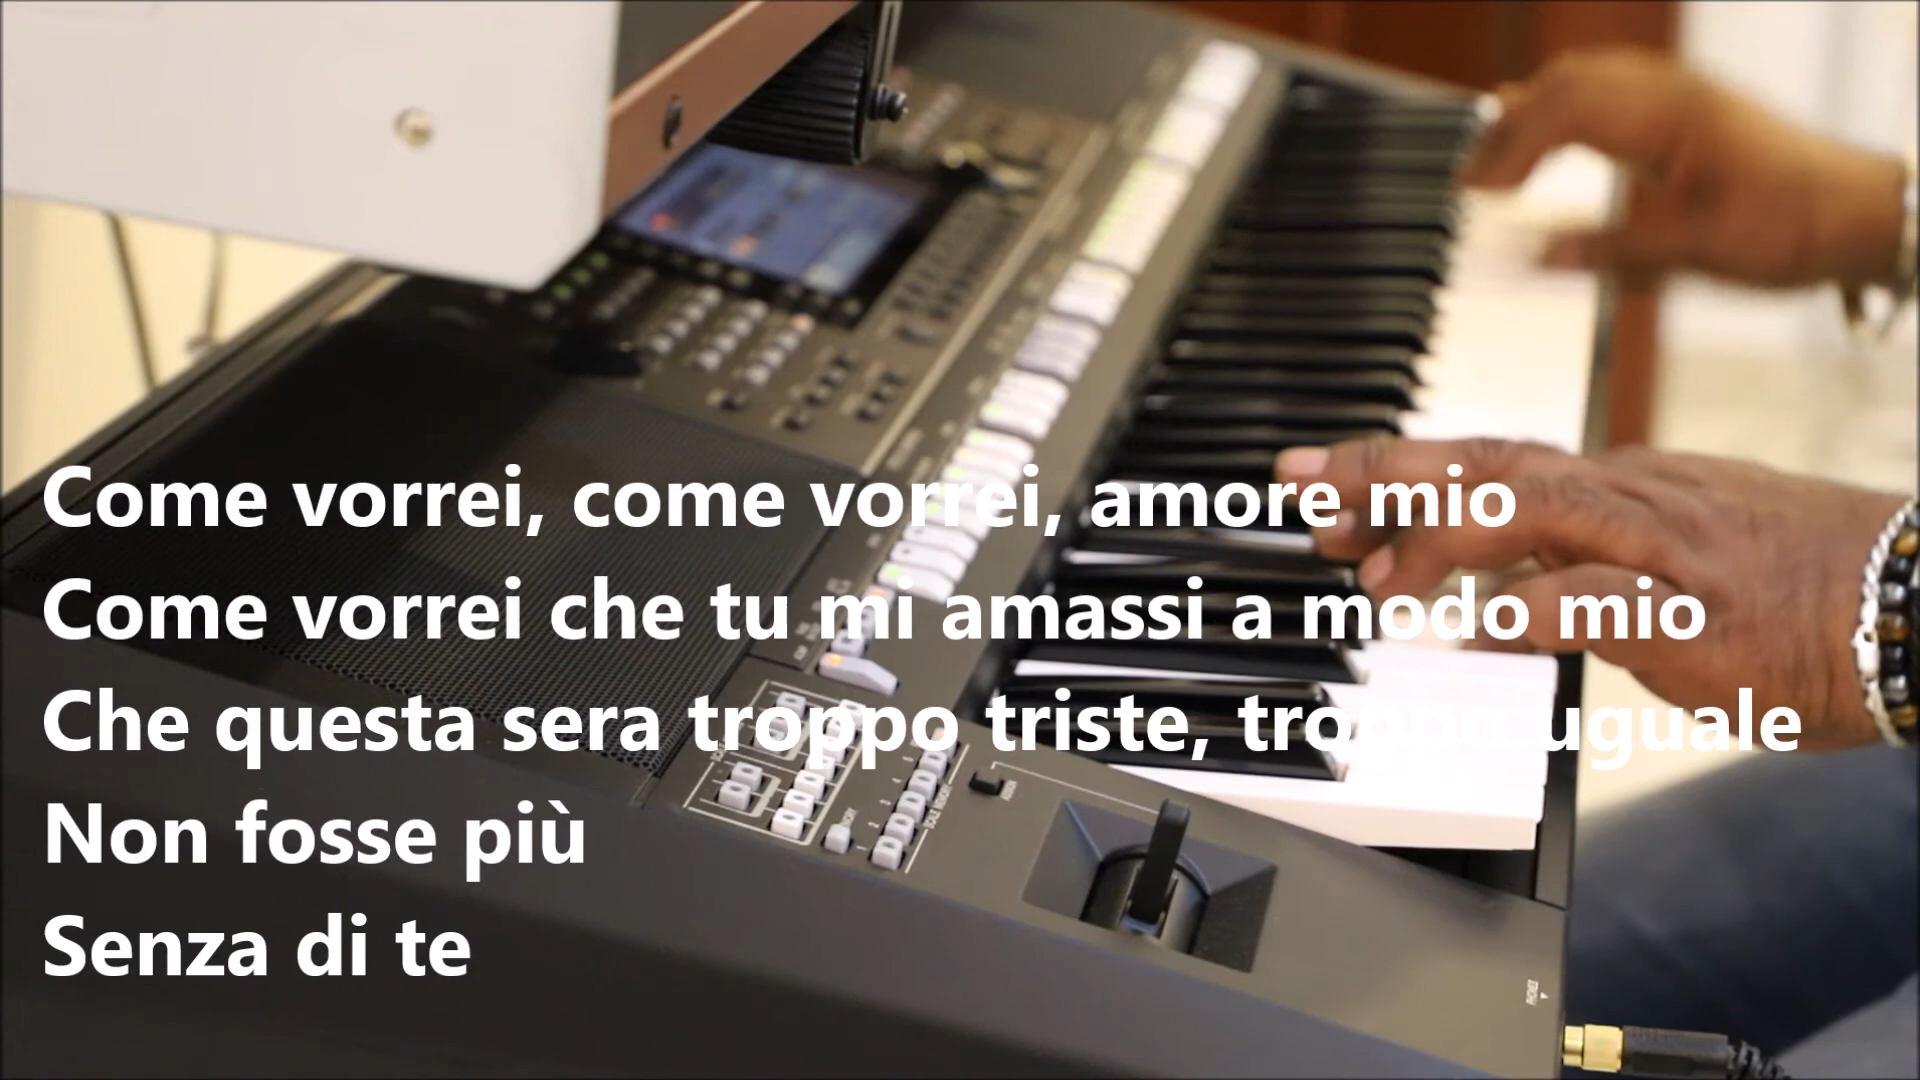 Come vorrei, come vorrei, amore mio
Come vorrei che tu mi amassi a modo mio
Che questa sera troppo triste, troppo uguale
Non fosse più
Senza di te
PHONES